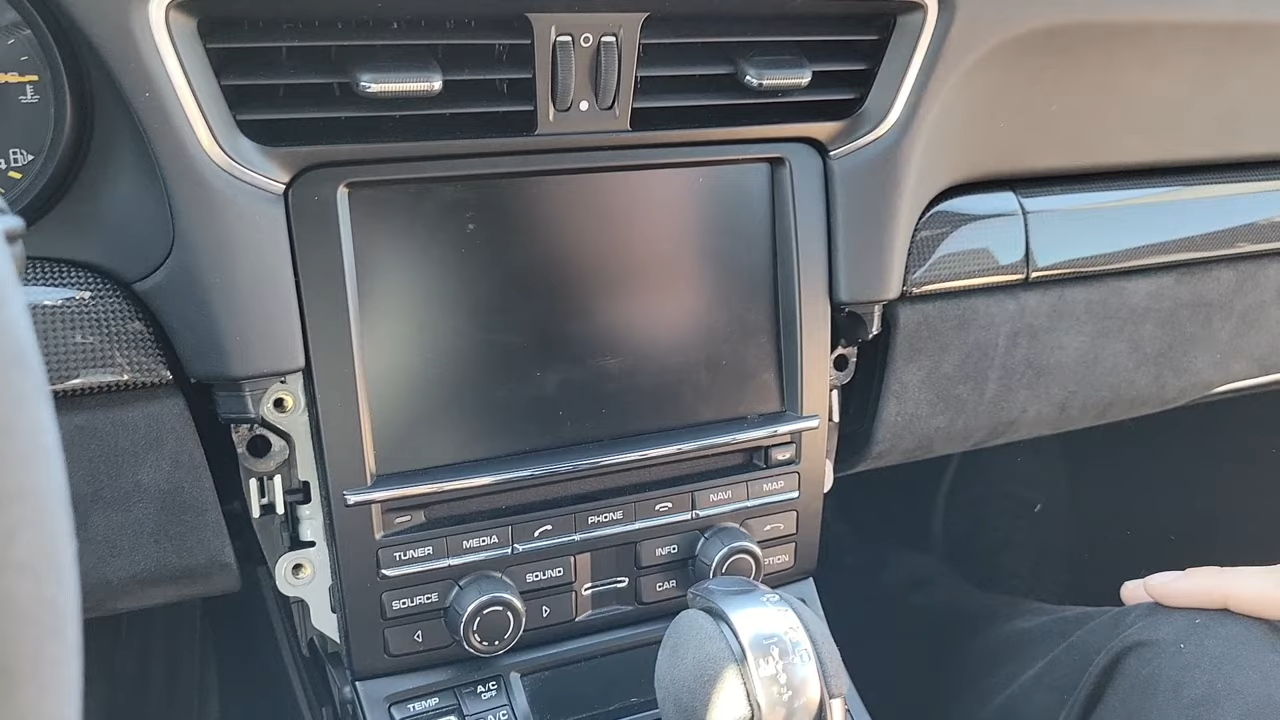 TUNER MEDIA PHONE NAVI MAP
SOURCE SOUND INFO
CAR
TEMP A/C
OFF
A/C